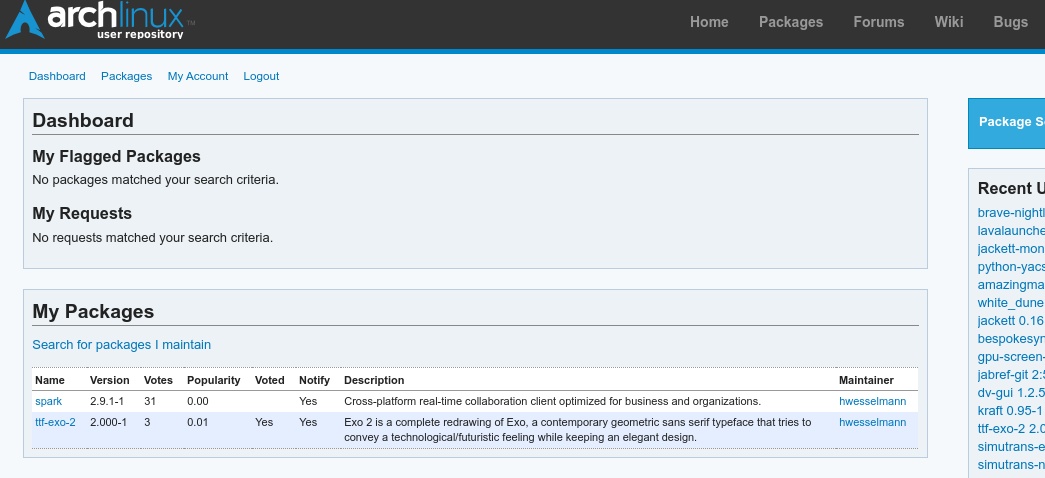 archlinux™
user repository
Home Packages Forums Wiki Bugs
Dashboard Packages My Account Logout
Dashboard
My Flagged Packages
No packages matched your search criteria.
My Requests
No requests matched your search criteria.
My Packages
Search for packages I maintain
Name Version Votes Popularity Voted Notify Description Maintainer
spark 2.9.1-1 31 0.00 Yes Cross-platform real-time collaboration client optimized for business and organizations. hwesselmann
ttf-exo-2 2.000-1 3 0.01 Yes Yes Exo 2 is a complete redrawing of Exo, a contemporary geometric sans serif typeface that tries to hwesselmann
convey a technological/futuristic feeling while keeping an elegant design.
Package S
Recent U
brave-nightl
lavalaunche
jackett-mon
python-yacs
amazingma
white_dune
jackett 0.16
bespokesyn
gpu-screen-
jabref-git 2:5
dv-gui 1.2.5
kraft 0.95-1
ttf-exo-2 2.0
simutrans-e
simutrans-n